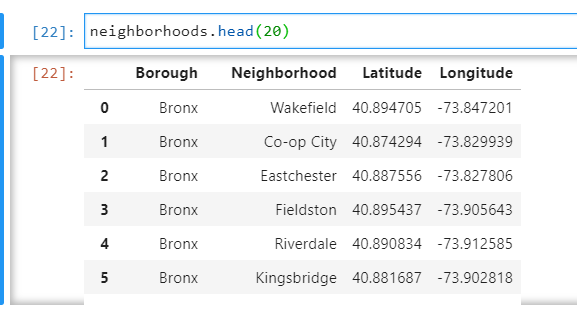 [22]: neighborhoods.head(20)
[22]: Borough Neighborhood Latitude Longitude
0 Bronx Wakefield 40.894705 -73.847201
1 Bronx Co-op City 40.874294 -73.829939
2 Bronx Eastchester 40.887556 -73.827806
3 Bronx Fieldston 40.895437 -73.905643
4 Bronx Riverdale 40.890834 -73.912585
5 Bronx Kingsbridge 40.881687 -73.902818